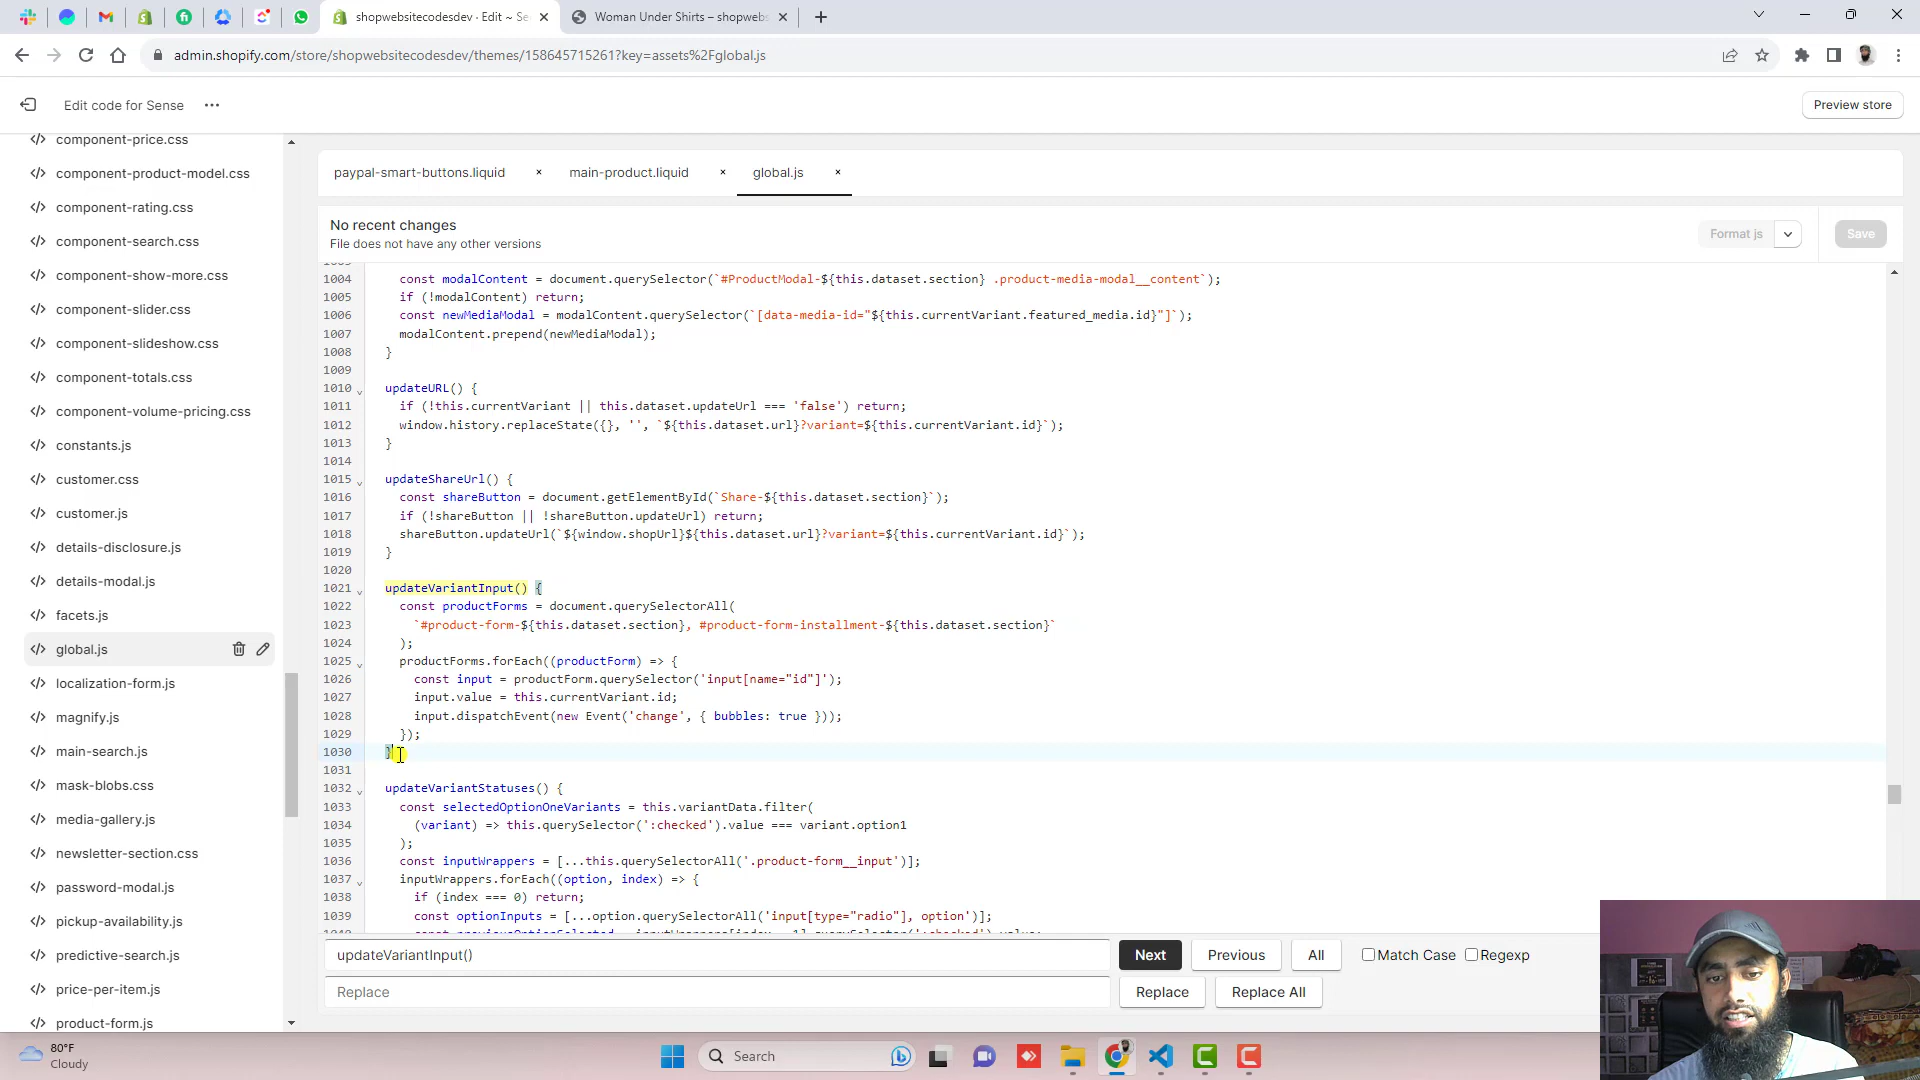 shopwebsitecodesdev · Edit ~ Se
Woman Under Shirts – shopwebs
admin.shopify.com/store/shopwebsitecodesdev/themes/158645715261?key=assets%2Fglobal.js
Edit code for Sense
Preview store
component-price.css
component-product-model.css
component-rating.css
component-search.css
component-show-more.css
component-slider.css
component-slideshow.css
component-totals.css
component-volume-pricing.css
constants.js
customer.css
customer.js
details-disclosure.js
details-modal.js
facets.js
global.js
localization-form.js
magnify.js
main-search.js
mask-blobs.css
media-gallery.js
newsletter-section.css
password-modal.js
pickup-availability.js
predictive-search.js
price-per-item.js
product-form.js
paypal-smart-buttons.liquid × main-product.liquid × global.js ×
No recent changes
File does not have any other versions
Format js
Save
1004 const modalContent = document.querySelector(`#ProductModal-${this.dataset.section} .product-media-modal__content`);
1005 if (!modalContent) return;
1006 const newMediaModal = modalContent.querySelector(`[data-media-id="${this.currentVariant.featured_media.id}"]`);
1007 modalContent.prepend(newMediaModal);
1008 }
1009
1010 updateURL() {
1011 if (!this.currentVariant || this.dataset.updateUrl === 'false') return;
1012 window.history.replaceState({}, '', `${this.dataset.url}?variant=${this.currentVariant.id}`);
1013 }
1014
1015 updateShareUrl() {
1016 const shareButton = document.getElementById(`Share-${this.dataset.section}`);
1017 if (!shareButton || !shareButton.updateUrl) return;
1018 shareButton.updateUrl(`${window.shopUrl}${this.dataset.url}?variant=${this.currentVariant.id}`);
1019 }
1020
1021 updateVariantInput() {
1022 const productForms = document.querySelectorAll(
1023 `#product-form-${this.dataset.section}, #product-form-installment-${this.dataset.section}`
1024 );
1025 productForms.forEach((productForm) => {
1026 const input = productForm.querySelector('input[name="id"]');
1027 input.value = this.currentVariant.id;
1028 input.dispatchEvent(new Event('change', { bubbles: true }));
1029 });
1030 }
1031
1032 updateVariantStatuses() {
1033 const selectedOptionOneVariants = this.variantData.filter(
1034 (variant) => this.querySelector(':checked').value === variant.option1
1035 );
1036 const inputWrappers = [...this.querySelectorAll('.product-form__input')];
1037 inputWrappers.forEach((option, index) => {
1038 if (index === 0) return;
1039 const optionInputs = [...option.querySelectorAll('input[type="radio"], option')];
updateVariantInput()
Next
Previous
All
Match Case
Regexp
Replace
Replace
Replace All
80°F
Cloudy
Search